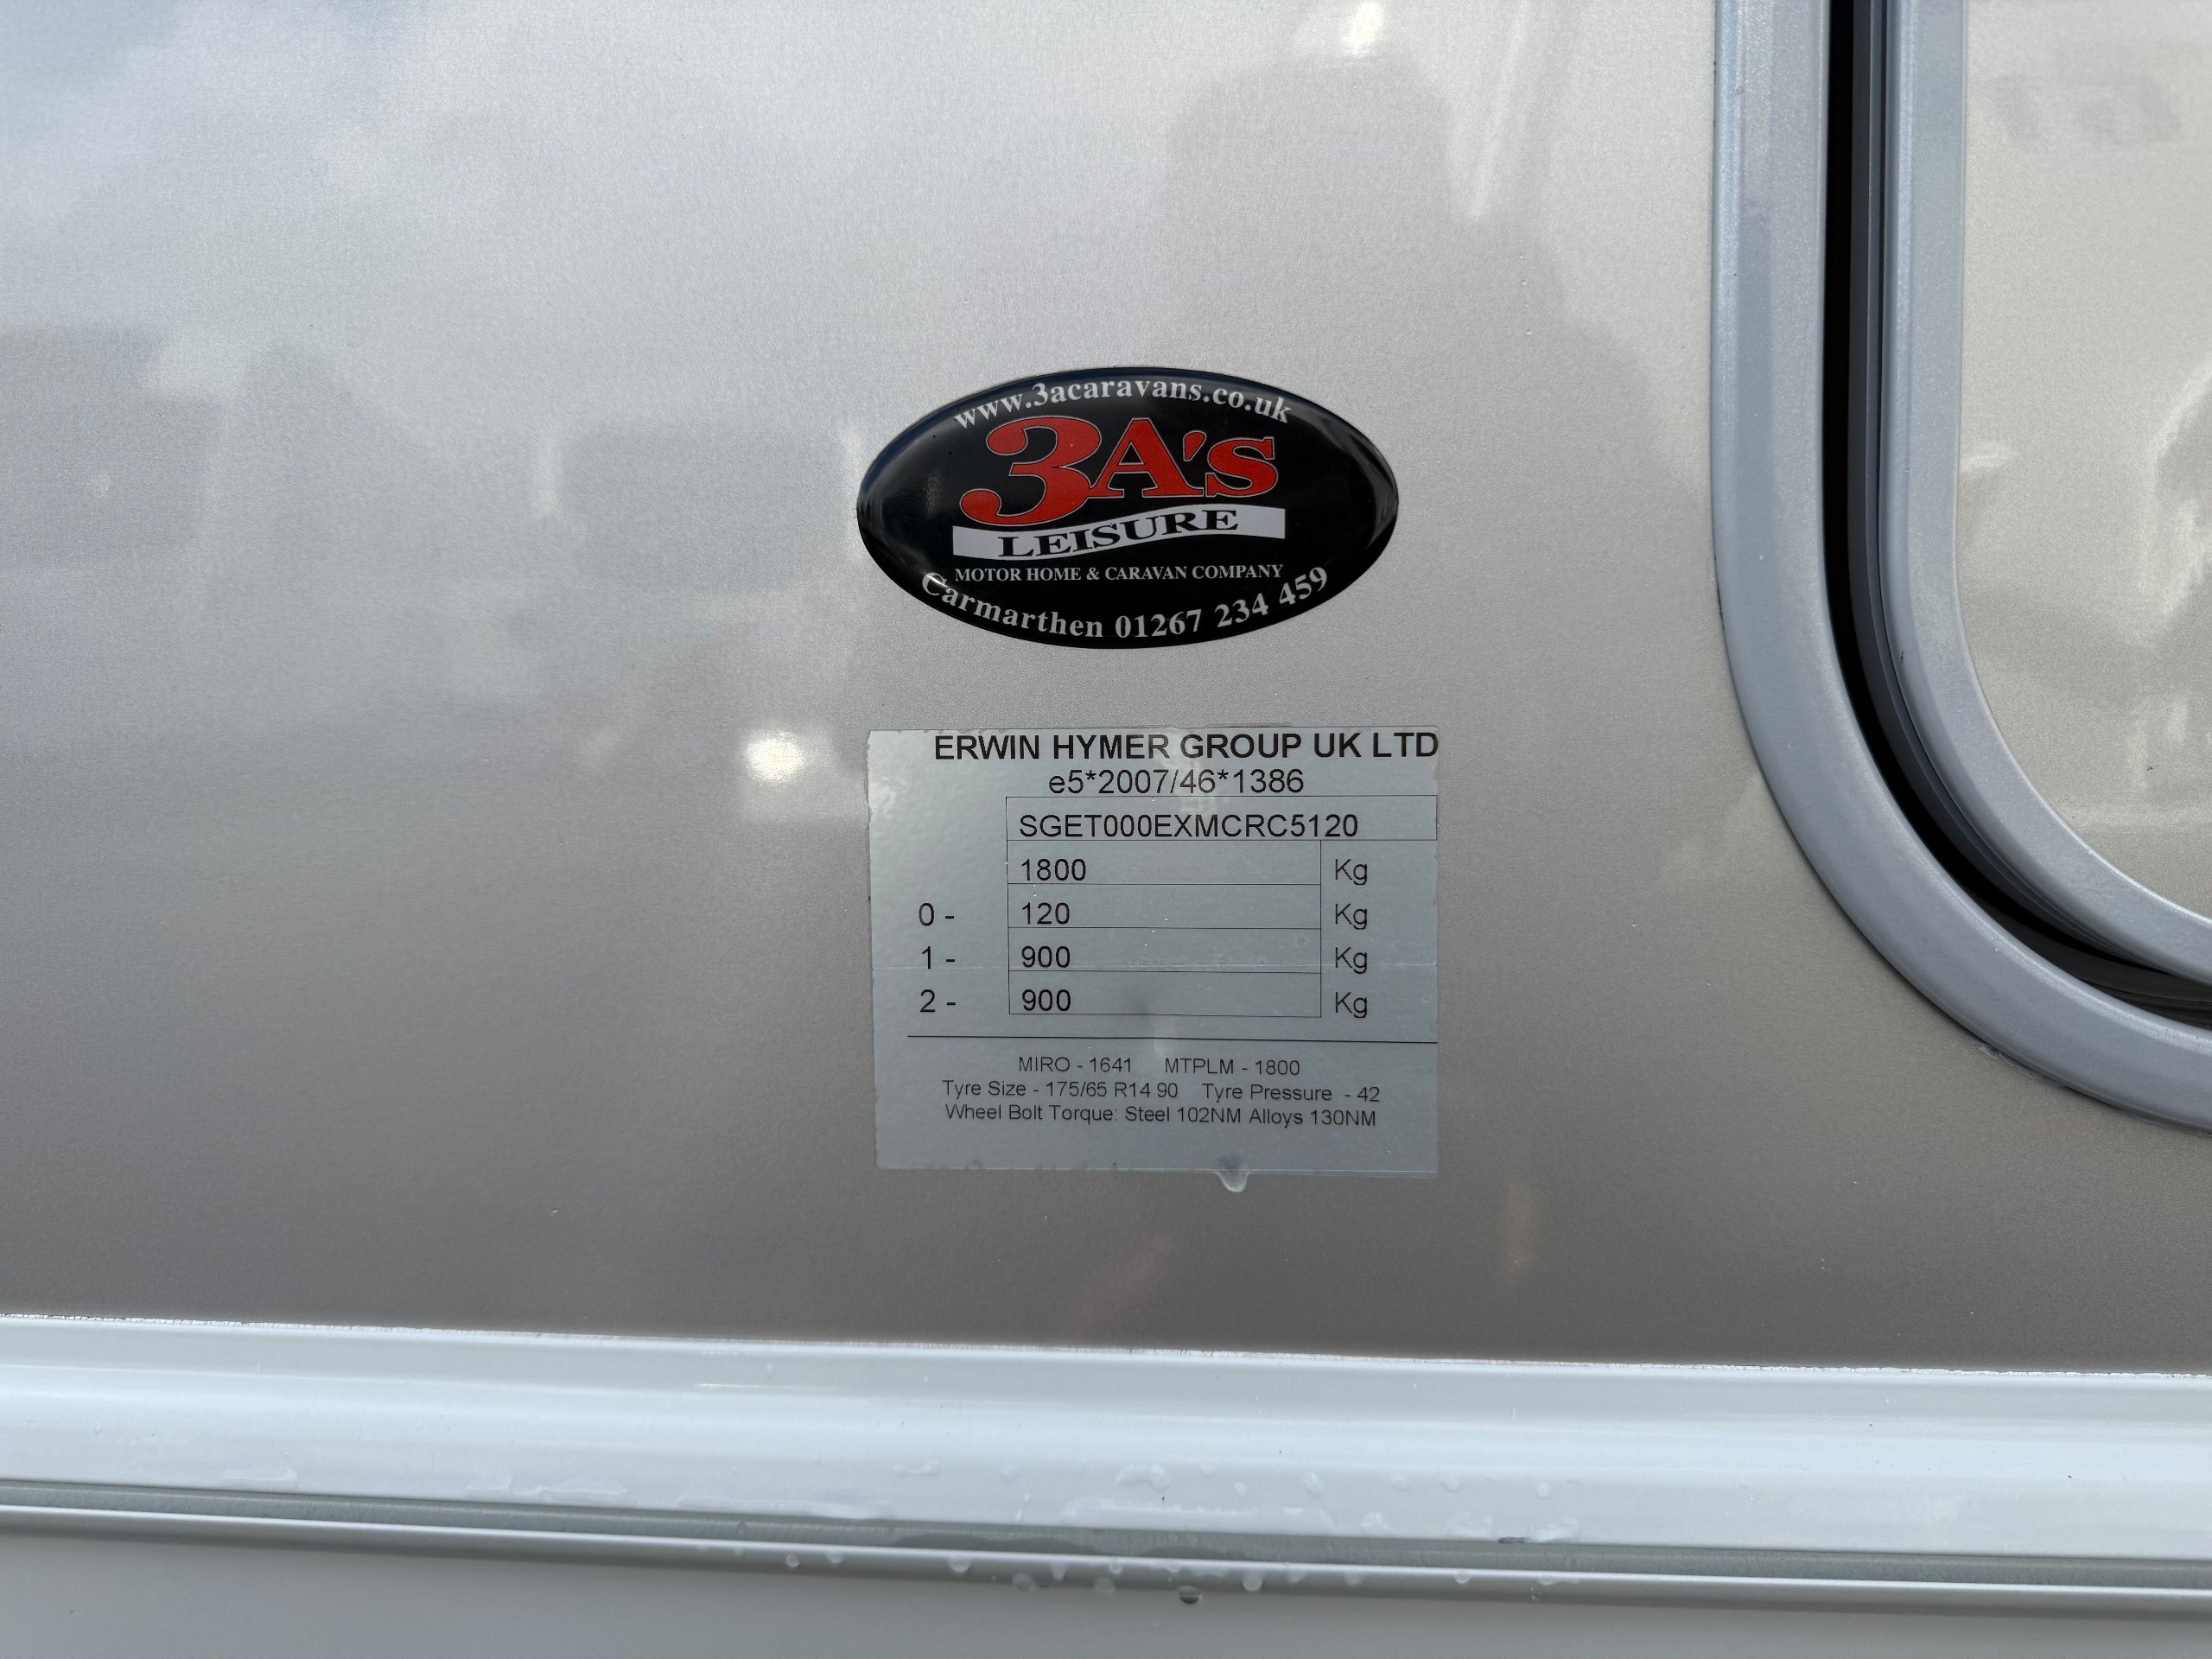 www.3acaravans.co.uk
3A's
LEISURE
MOTOR HOME & CARAVAN COMPANY
Carmarthen 01267 234 459
ERWIN HYMER GROUP UK LTD
e5*2007/46*1386
SGET000EXMCRC5120
1800 Kg
0 - 120 Kg
1 - 900 Kg
2 - 900 Kg
MIRO - 1641 MTPLM - 1800
Tyre Size - 175/65 R14 90 Tyre Pressure - 42
Wheel Bolt Torque: Steel 102NM Alloys 130NM